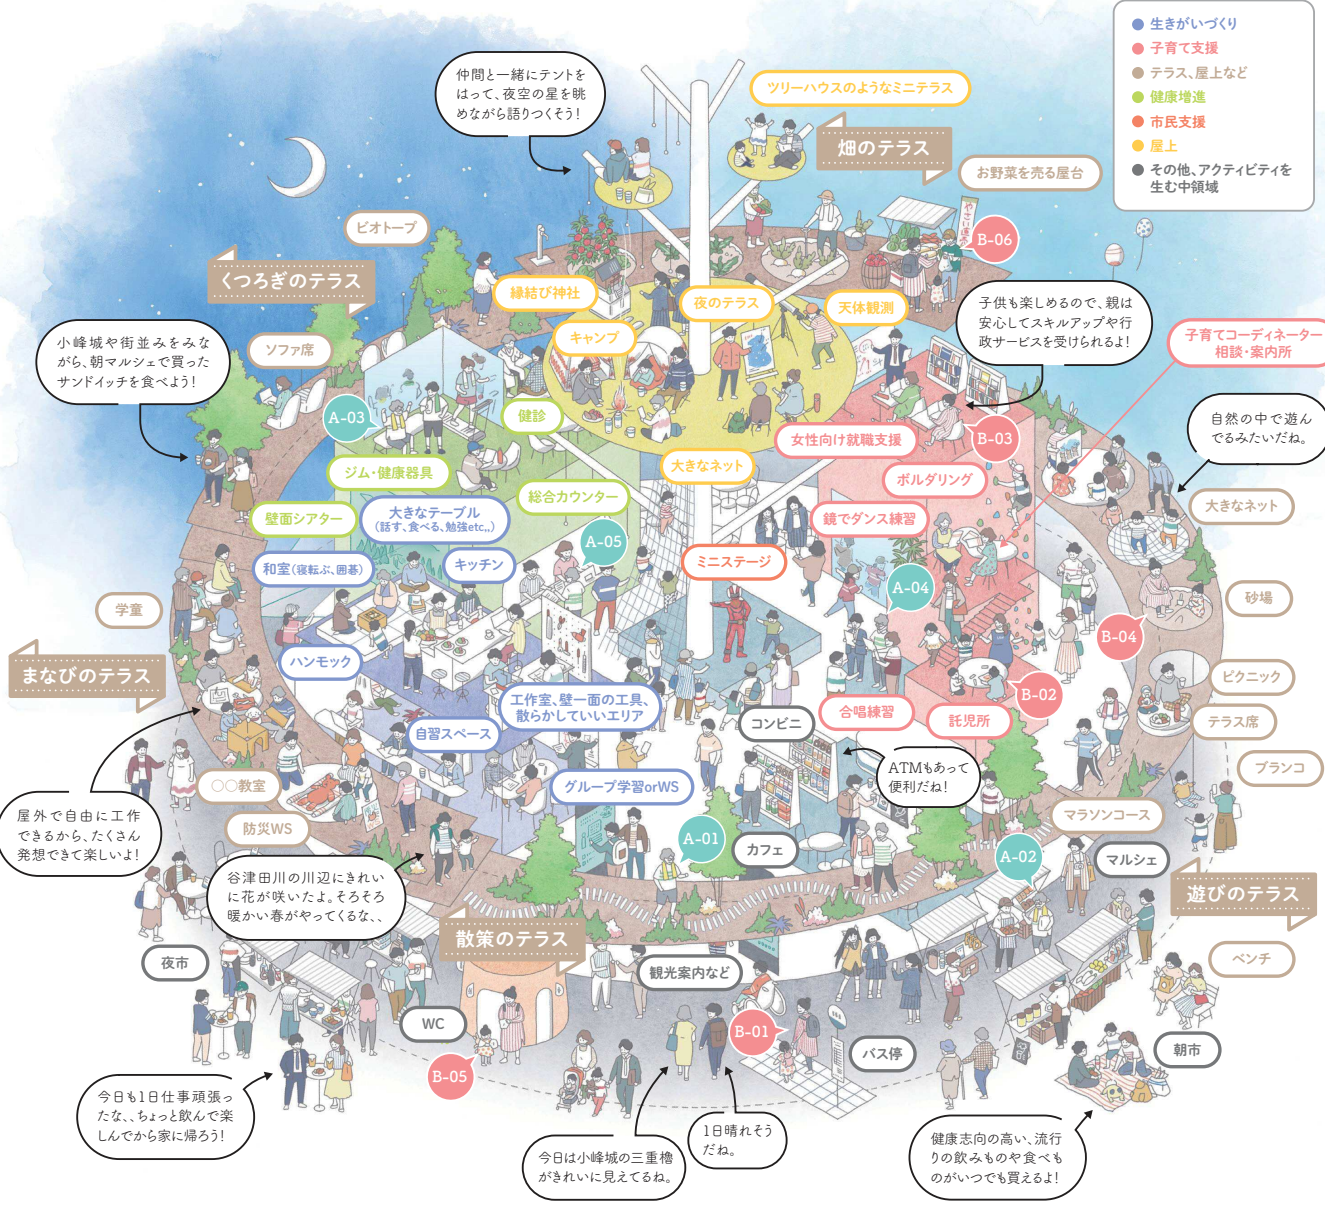 生きがいづくり
子育て支援
テラス、屋上など
健康増進
市民支援
屋上
その他、アクティビティを
生む中領域
仲間と一緒にテントを
はって、夜空の星を眺
めながら語りつくそう!
ツリーハウスのようなミニテラス
畑のテラス
お野菜を売る屋台
ビオトープ
B-06
くつろぎのテラス
縁結び神社
夜のテラス
天体観測
子供も楽しめるので、親は
安心してスキルアップや行
政サービスを受けられるよ!
キャンプ
子育てコーディネーター
相談・案内所
小峰城や街並みをみな
がら、朝マルシェで買った
サンドイッチを食べよう!
ソファ席
A-03
健診
B-03
自然の中で遊ん
でるみたいだね。
女性向け就職支援
大きなネット
ジム・健康器具
ボルダリング
総合カウンター
大きなネット
壁面シアター
大きなテーブル
(話す、食べる、勉強etc,,)
鏡でダンス練習
A-05
和室(寝転ぶ、囲碁)
キッチン
ミニステージ
A-04
学童
砂場
B-04
まなびのテラス
ハンモック
ピクニック
B-02
工作室、壁一面の工具、
散らかしていいエリア
合唱練習
託児所
コンビニ
テラス席
自習スペース
ATMもあって
便利だね!
ブランコ
○○教室
グループ学習orWS
屋外で自由に工作
できるから、たくさん
発想できて楽しいよ!
防災WS
マラソンコース
A-01
カフェ
A-02
マルシェ
谷津田川の川辺にきれい
に花が咲いたよ。そろそろ
暖かい春がやってくるな、、
遊びのテラス
散策のテラス
夜市
観光案内など
ベンチ
WC
B-01
バス停
朝市
B-05
今日も1日仕事頑張っ
たな、、ちょっと飲んで楽
しんでから家に帰ろう!
今日は小峰城の三重櫓
がきれいに見えてるね。
1日晴れそう
だね。
健康志向の高い、流行
りの飲みものや食べも
のがいつでも買えるよ!